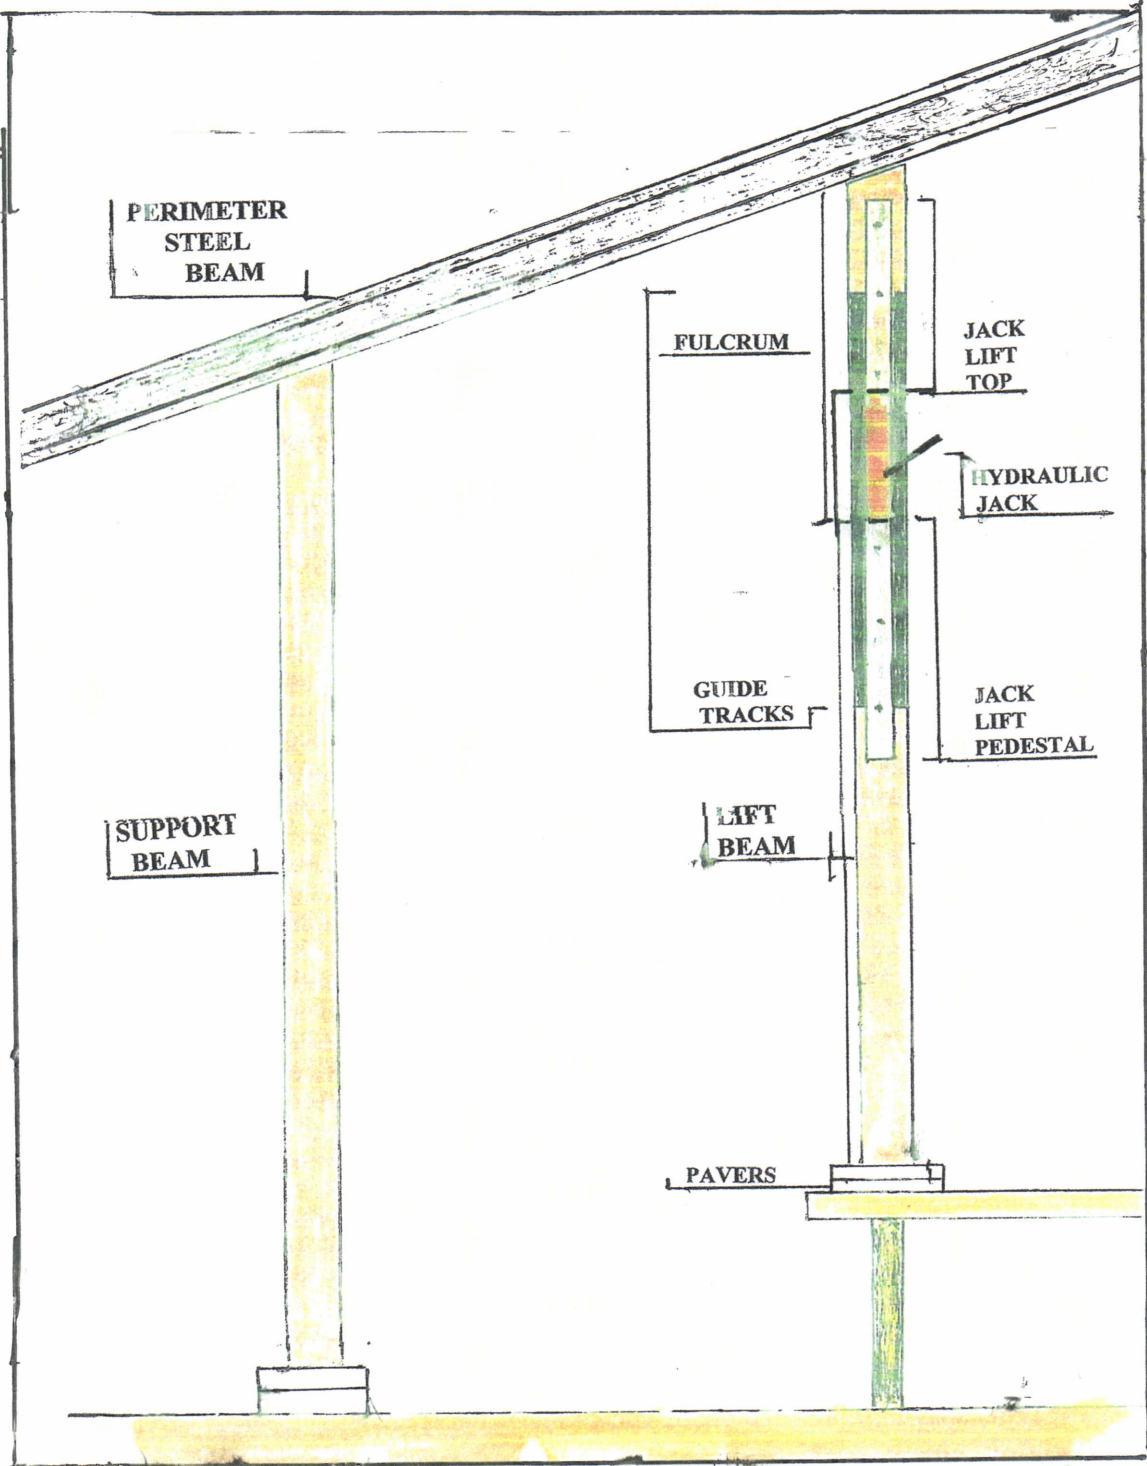 PERIMETER
STEEL
BEAM
FULCRUM
JACK
LIFT
TOP
HYDRAULIC
JACK
GUIDE
TRACKS
JACK
LIFT
PEDESTAL
SUPPORT
BEAM
LIFT
BEAM
PAVERS